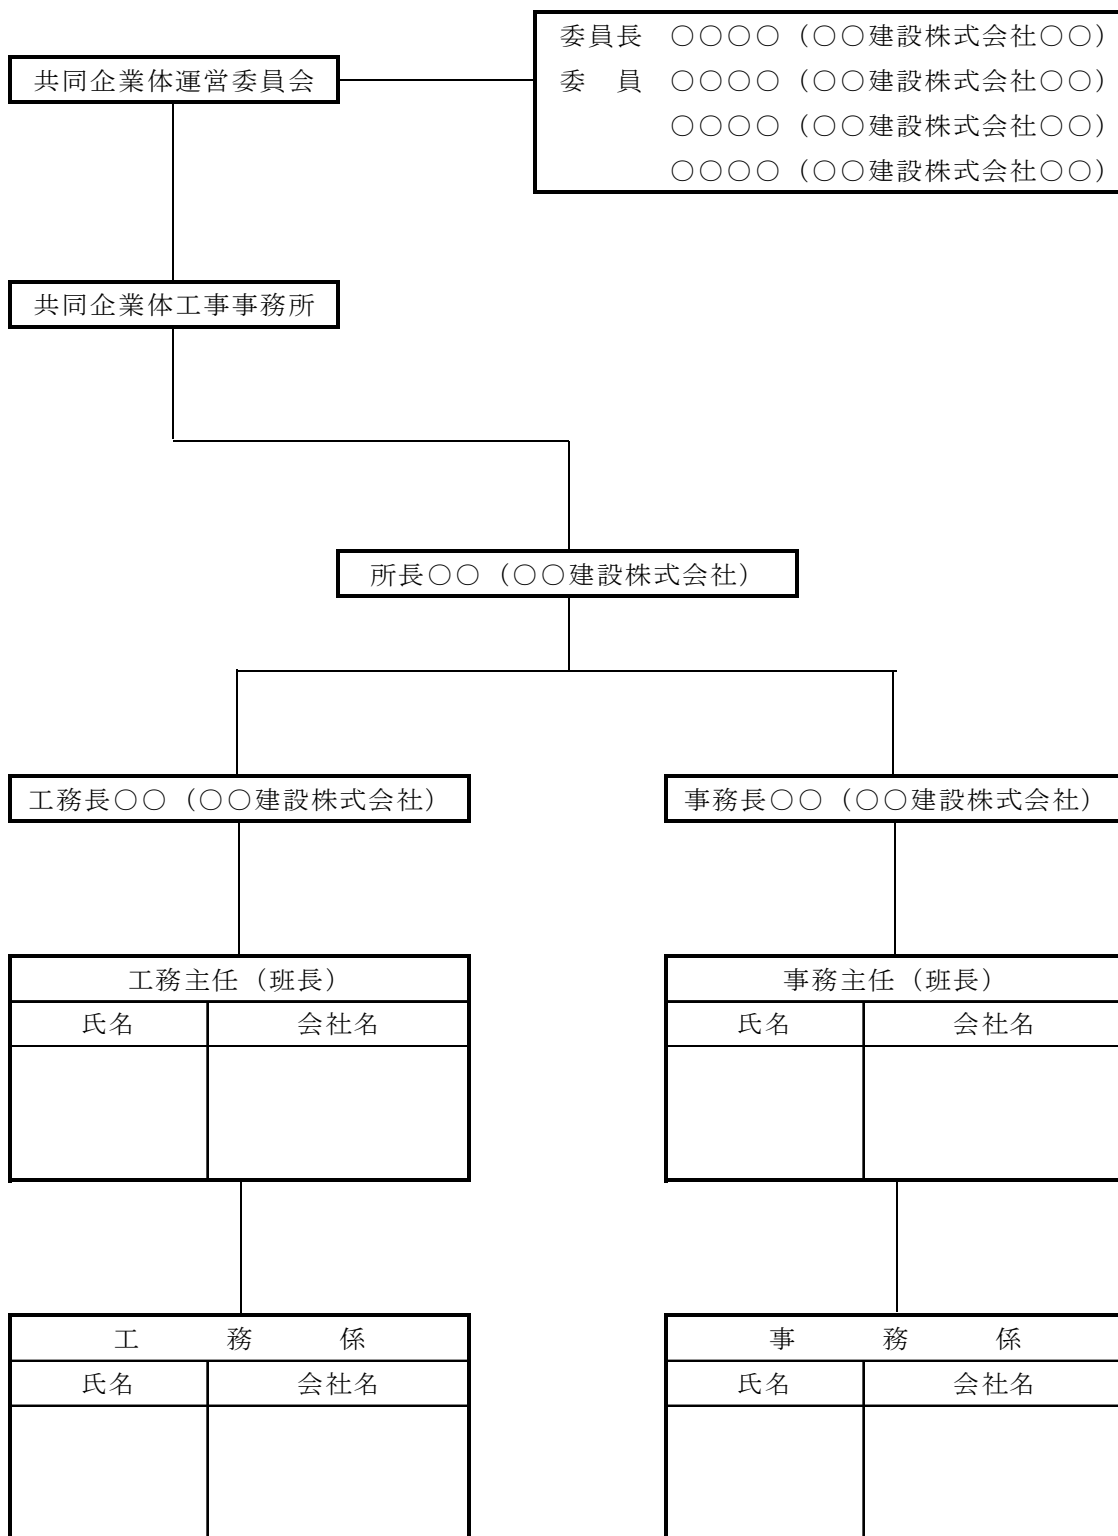 委員長　○○○○（○○建設株式会社○○）
共同企業体運営委員会
委　員　○○○○（○○建設株式会社○○）
○○○○（○○建設株式会社○○）
○○○○（○○建設株式会社○○）
共同企業体工事事務所
所長○○（○○建設株式会社）
工務長○○（○○建設株式会社）
事務長○○（○○建設株式会社）
工務主任（班長）
氏名　会社名
事務主任（班長）
氏名　会社名
工　務　係
氏名　会社名
事　務　係
氏名　会社名